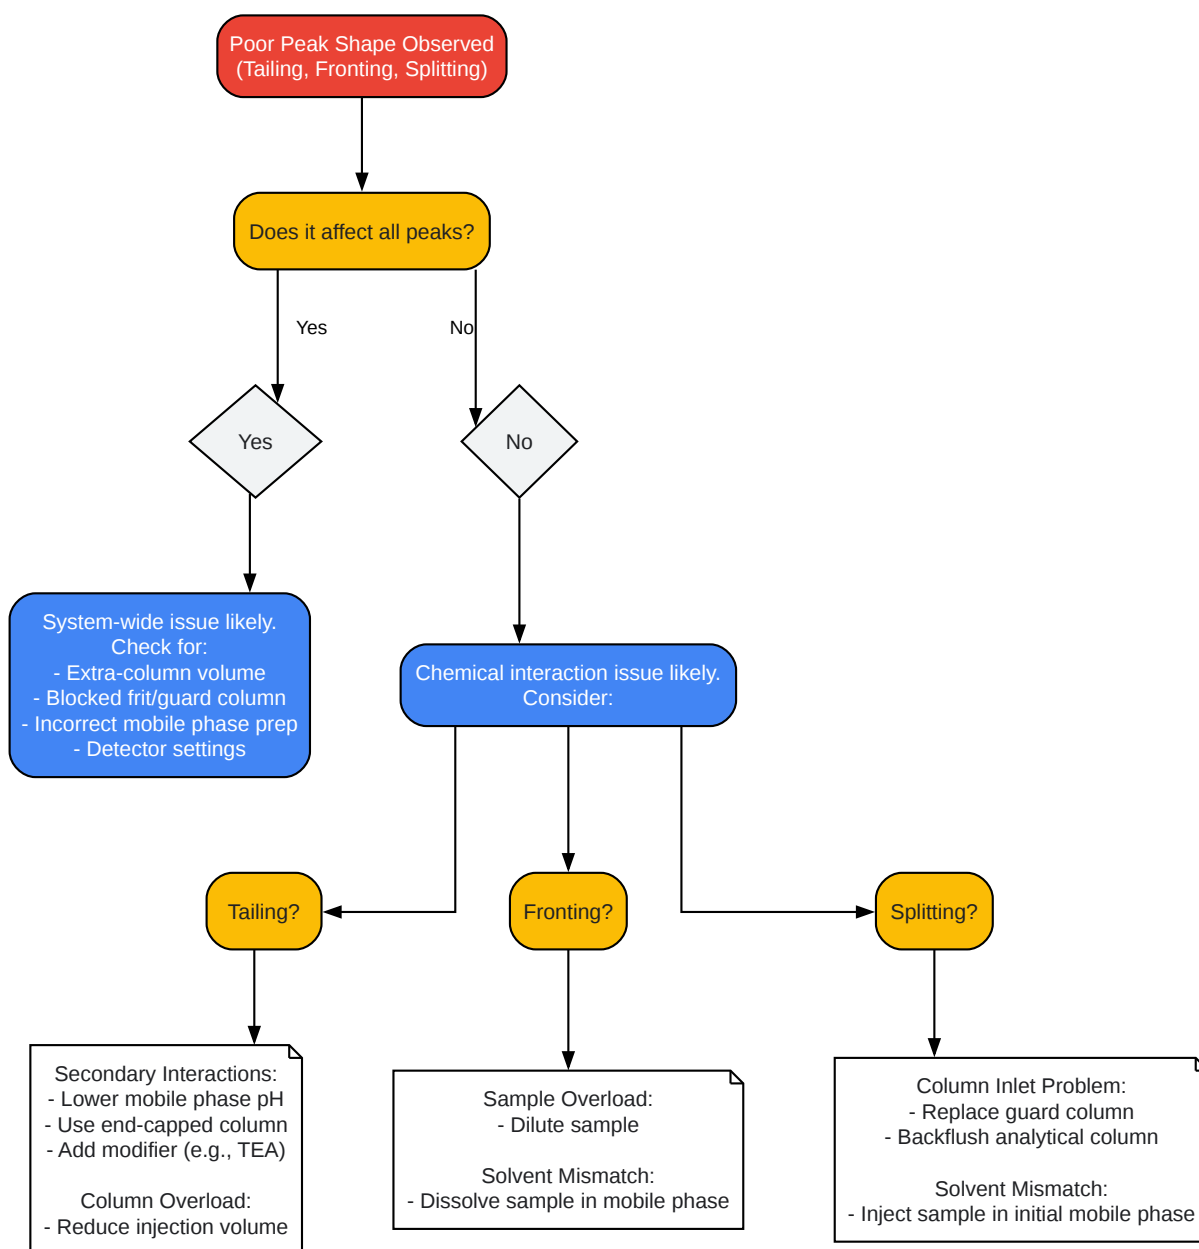 Poor Peak Shape Observed
(Tailing, Fronting, Splitting)
Does it affect all peaks?
Yes
No
Yes
No
System-wide issue likely.
Check for:
- Extra-column volume
- Blocked frit/guard column
- Incorrect mobile phase prep
- Detector settings
Chemical interaction issue likely.
Consider:
Tailing?
Fronting?
Splitting?
Secondary Interactions:
- Lower mobile phase pH
- Use end-capped column
- Add modifier (e.g., TEA)
Column Overload:
- Reduce injection volume
Sample Overload:
- Dilute sample
Solvent Mismatch:
- Dissolve sample in mobile phase
Column Inlet Problem:
- Replace guard column
- Backflush analytical column
Solvent Mismatch:
- Inject sample in initial mobile phase